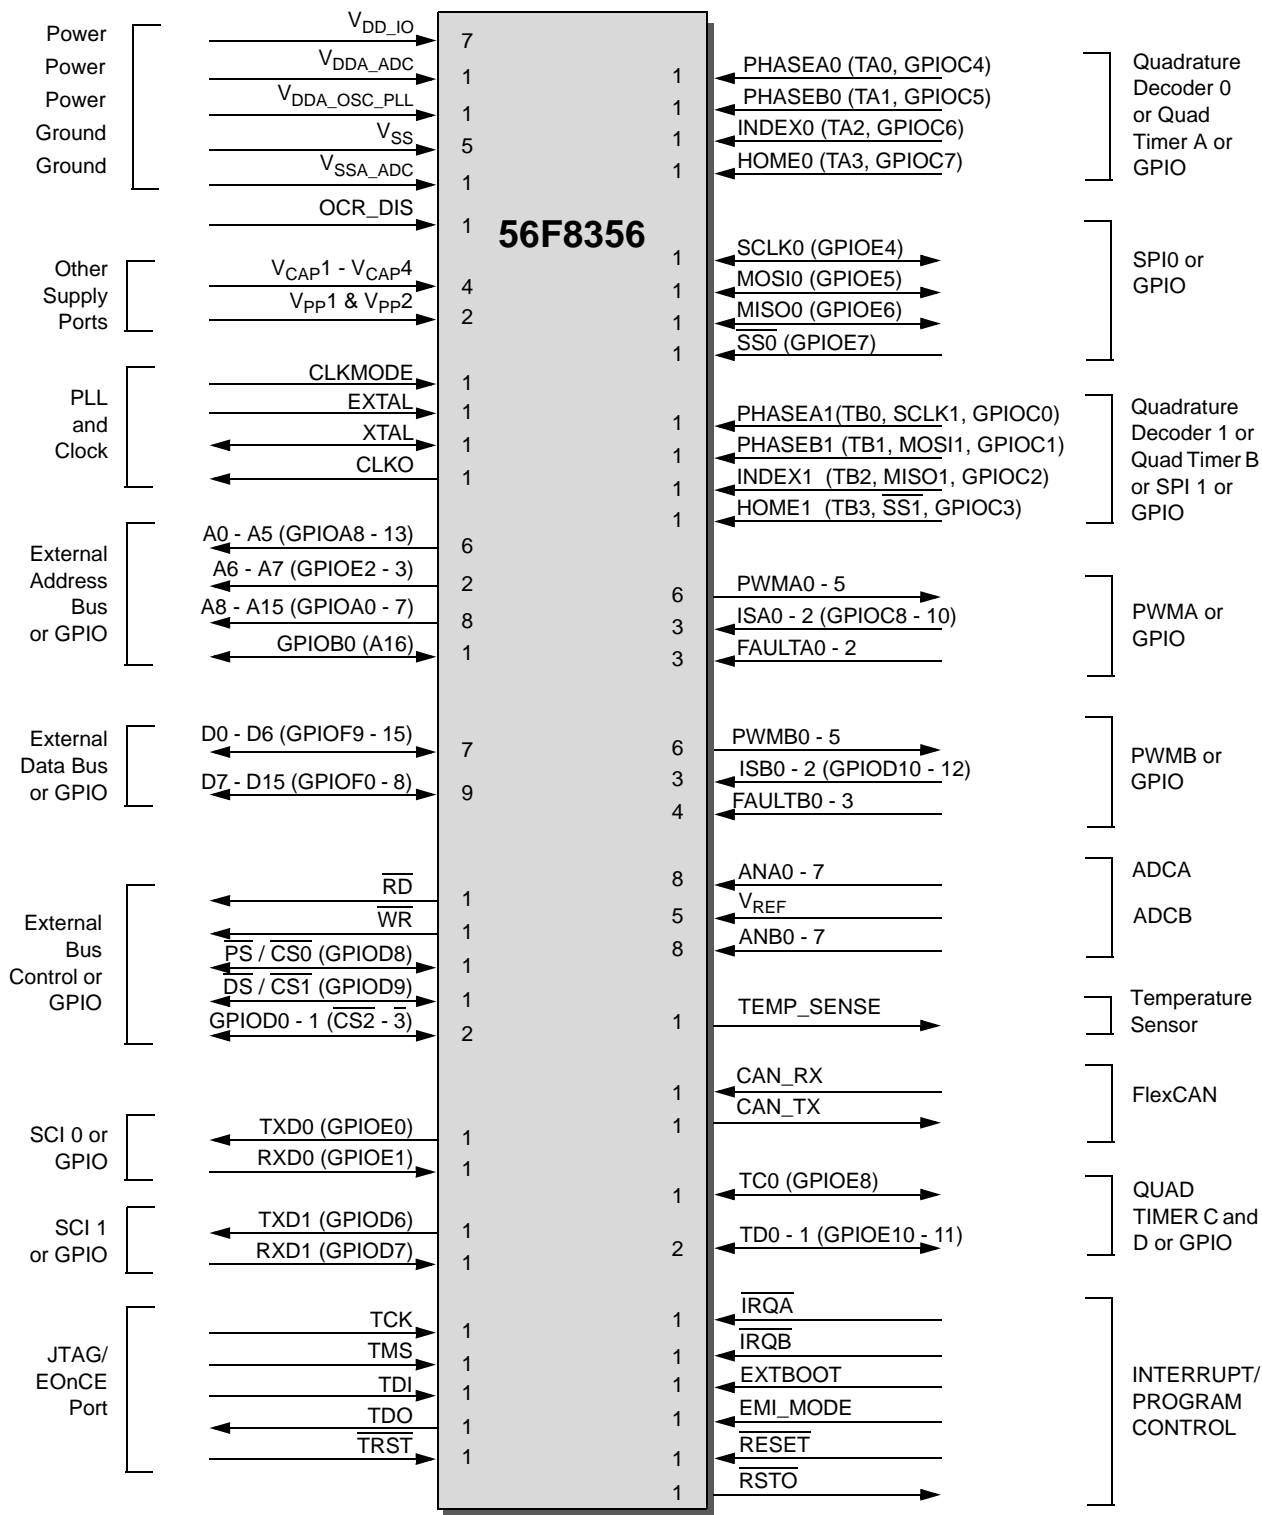 Power
Power
Power
Ground
Ground
V DD_IO 7
V DDA_ADC 1
V DDA_OSC_PLL 1
V SS 5
V SSA_ADC 1
OCR_DIS 1
Other
Supply
Ports
V CAP1 - V CAP4 4
V PP1 & V PP2 2
PLL
and
Clock
CLKMODE 1
EXTAL 1
XTAL 1
CLKO 1
External
Address
Bus
or GPIO
A0 - A5 (GPIOA8 - 13) 6
A6 - A7 (GPIOE2 - 3) 2
A8 - A15 (GPIOA0 - 7) 8
GPIOB0 (A16) 1
External
Data Bus
or GPIO
D0 - D6 (GPIOF9 - 15) 7
D7 - D15 (GPIOF0 - 8) 9
External
Bus
Control or
GPIO
RD 1
WR 1
PS / CS0 (GPIOD8) 1
DS / CS1 (GPIOD9) 1
GPIOD0 - 1 (CS2 - 3) 2
SCI 0 or
GPIO
TXD0 (GPIOE0) 1
RXD0 (GPIOE1) 1
SCI 1
or GPIO
TXD1 (GPIOD6) 1
RXD1 (GPIOD7) 1
JTAG/
EOnCE
Port
TCK 1
TMS 1
TDI 1
TDO 1
TRST 1
56F8356
1 PHASEA0 (TA0, GPIOC4)
1 PHASEB0 (TA1, GPIOC5)
1 INDEX0 (TA2, GPIOC6)
1 HOME0 (TA3, GPIOC7)
Quadrature
Decoder 0
or Quad
Timer A or
GPIO
1 SCLK0 (GPIOE4)
1 MOSI0 (GPIOE5)
1 MISO0 (GPIOE6)
1 SS0 (GPIOE7)
SPI0 or
GPIO
1 PHASEA1(TB0, SCLK1, GPIOC0)
1 PHASEB1 (TB1, MOSI1, GPIOC1)
1 INDEX1 (TB2, MISO1, GPIOC2)
1 HOME1 (TB3, SS1, GPIOC3)
Quadrature
Decoder 1 or
Quad Timer B
or SPI 1 or
GPIO
6 PWMA0 - 5
3 ISA0 - 2 (GPIOC8 - 10)
3 FAULTA0 - 2
PWMA or
GPIO
6 PWMB0 - 5
3 ISB0 - 2 (GPIOD10 - 12)
4 FAULTB0 - 3
PWMB or
GPIO
8 ANA0 - 7
5 V REF
8 ANB0 - 7
ADCA
ADCB
1 TEMP_SENSE
Temperature
Sensor
1 CAN_RX
1 CAN_TX
FlexCAN
1 TC0 (GPIOE8)
2 TD0 - 1 (GPIOE10 - 11)
QUAD
TIMER C and
D or GPIO
1 IRQA
1 IRQB
1 EXTBOOT
1 EMI_MODE
1 RESET
1 RSTO
INTERRUPT/
PROGRAM
CONTROL